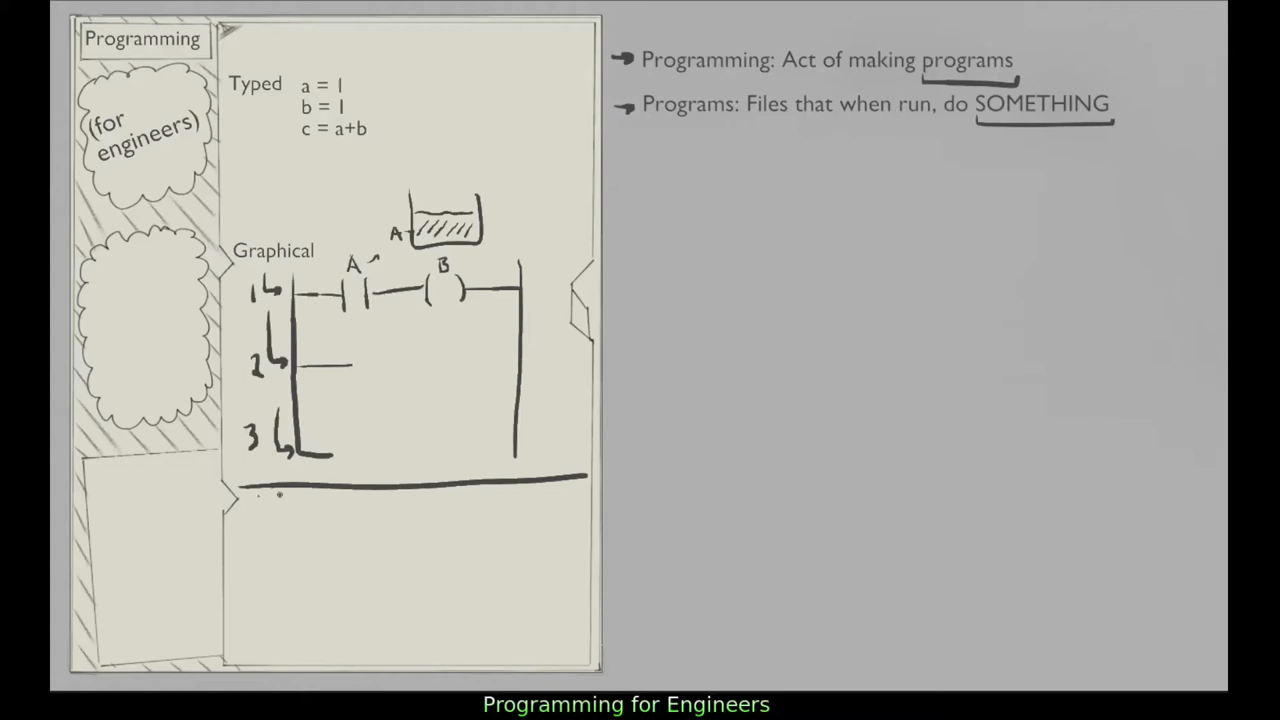 Programming
(for
engineers)
Typed
a = 1
b = 1
c = a+b
A
Graphical
A
B
1
2
3
Programming: Act of making programs
Programs: Files that when run, do SOMETHING
Programming for Engineers